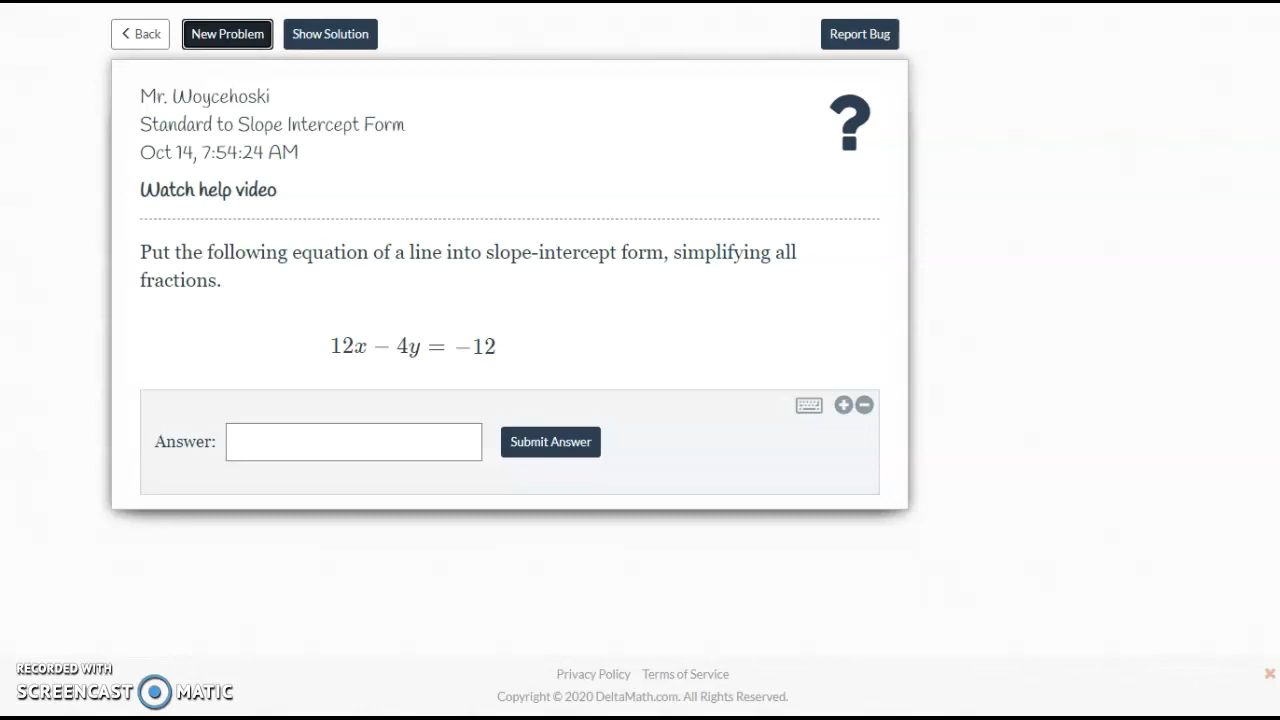 Back New Problem Show Solution Report Bug
Mr. Woycehoski
Standard to Slope Intercept Form
Oct 14, 7:54:24 AM
?
Watch help video
Put the following equation of a line into slope-intercept form, simplifying all
fractions.
12x − 4y = −12
Answer: Submit Answer
RECORDED WITH
SCREENCAST MATIC
Privacy Policy Terms of Service
Copyright © 2020 DeltaMath.com. All Rights Reserved.